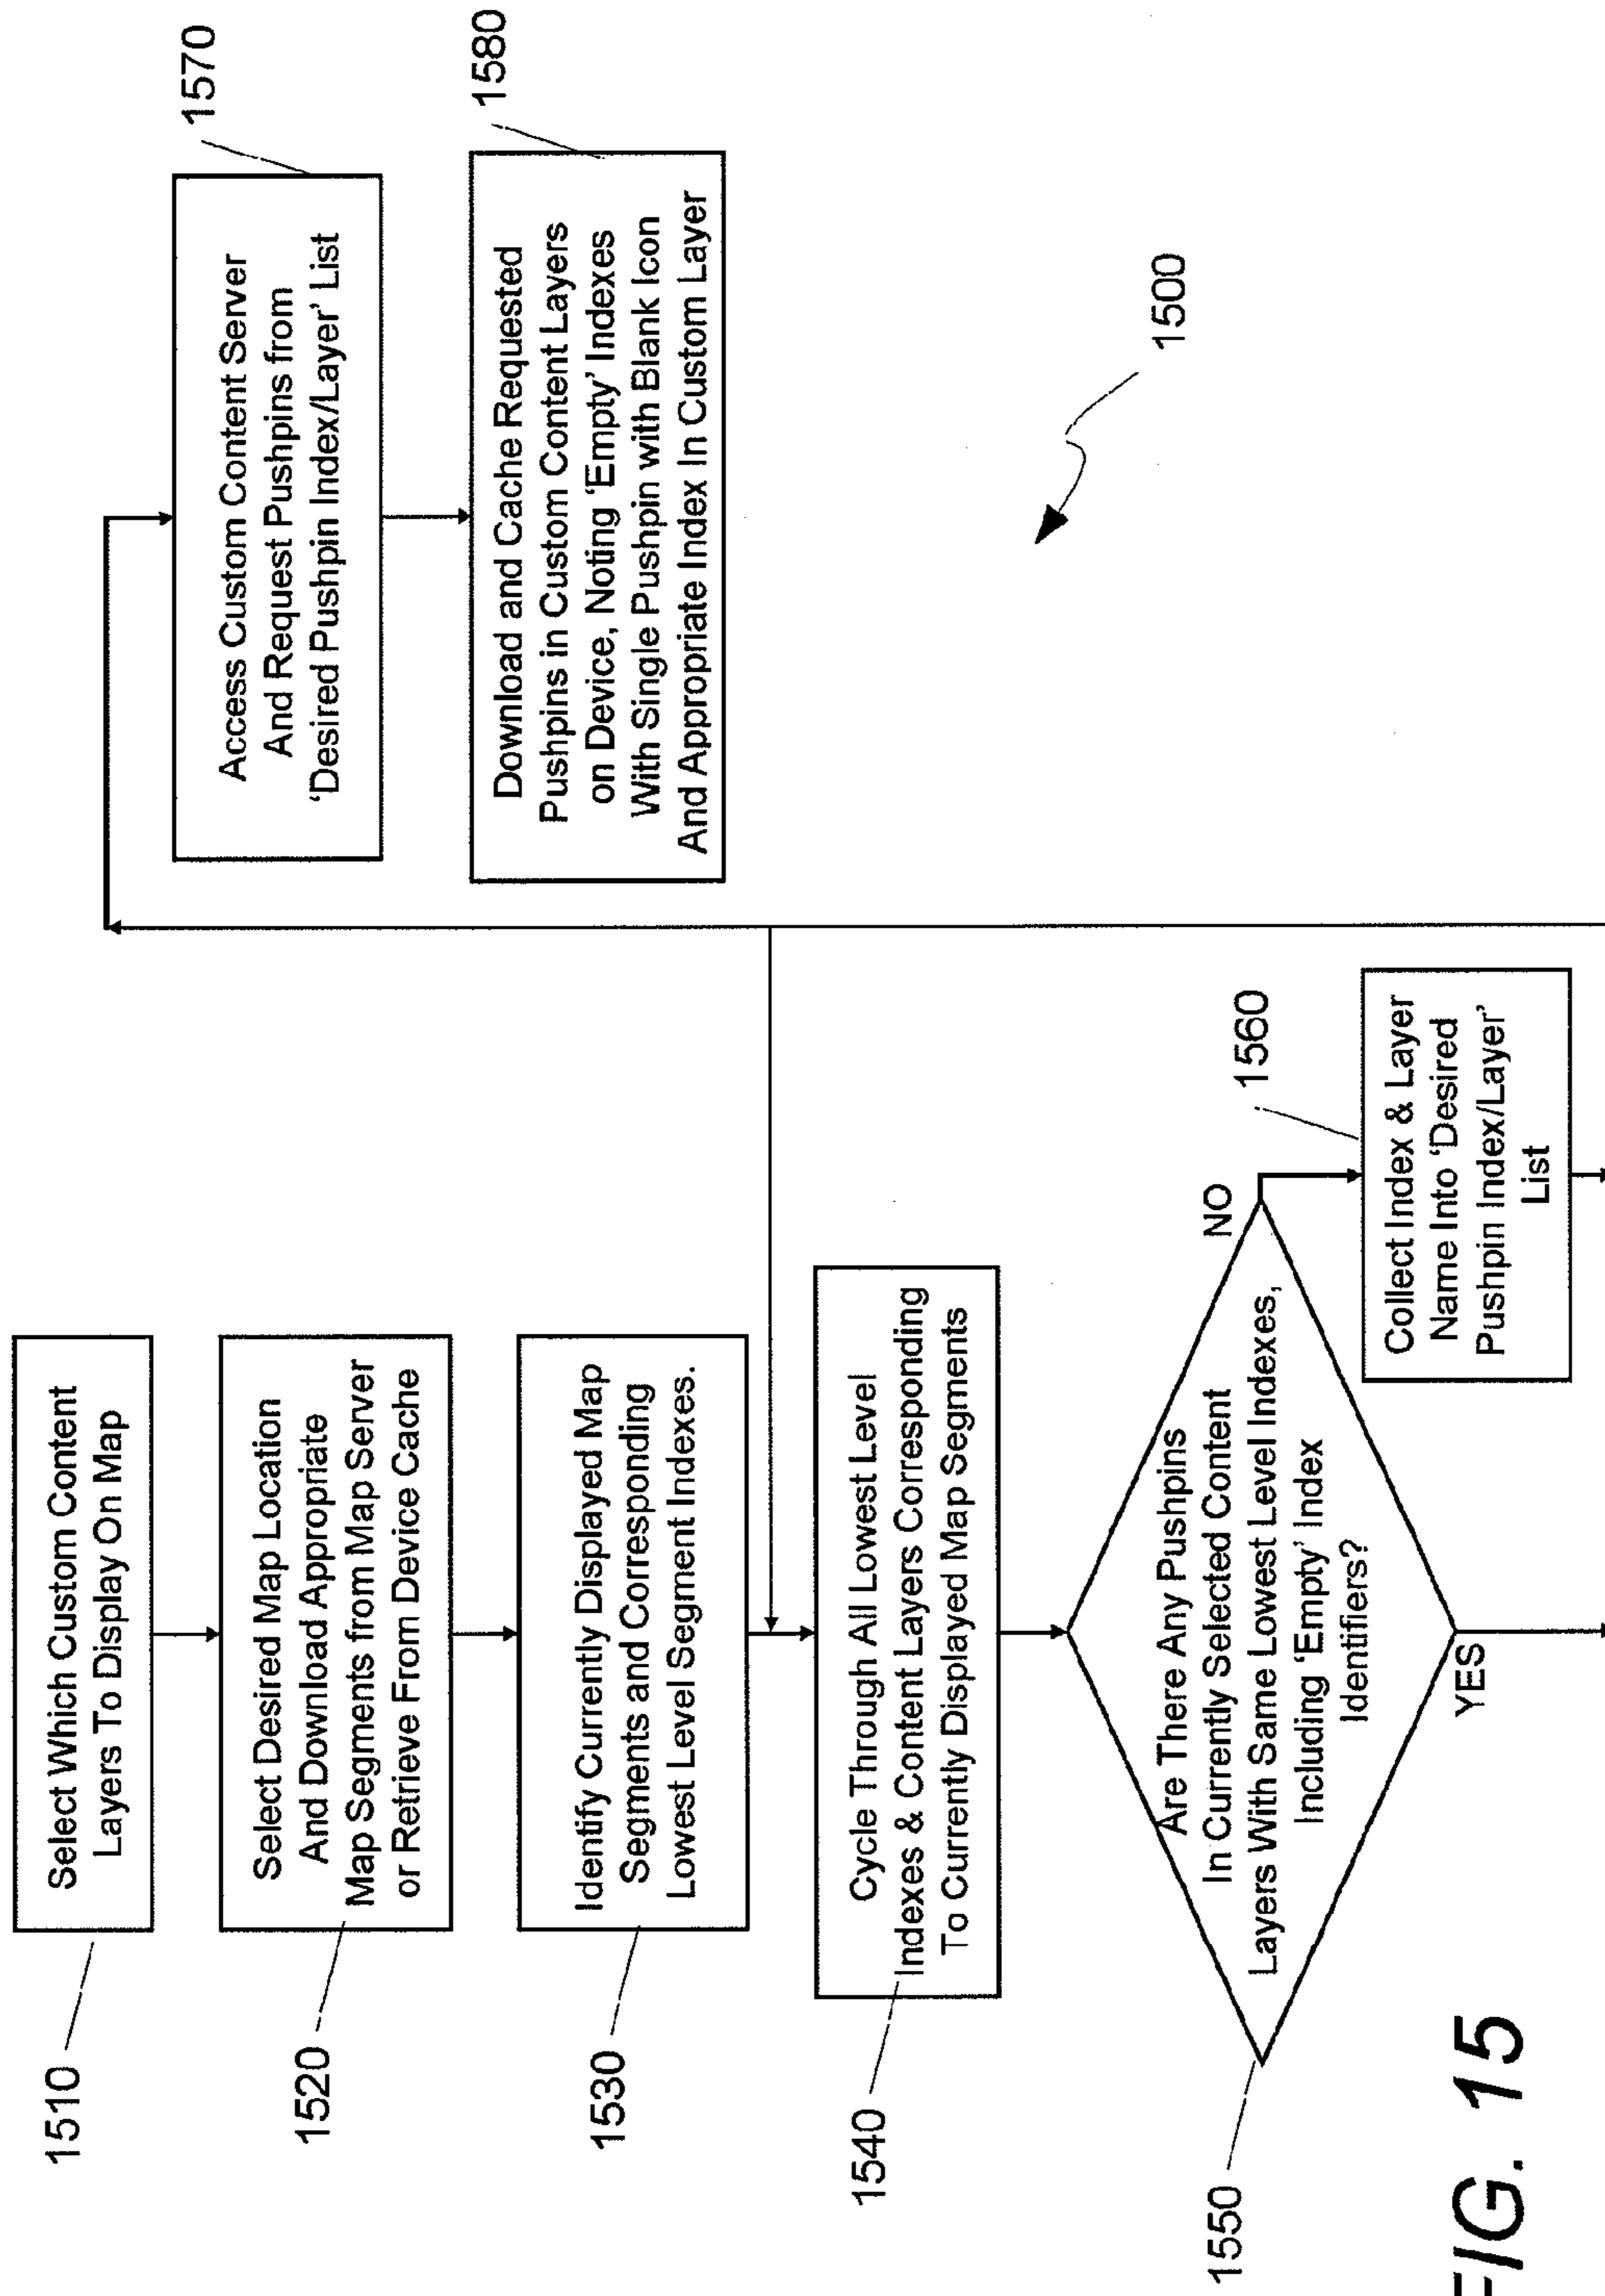 1510
Select Which Custom Content
Layers To Display On Map
1520
Select Desired Map Location
And Download Appropriate
Map Segments from Map Server
or Retrieve From Device Cache
1530
Identify Currently Displayed Map
Segments and Corresponding
Lowest Level Segment Indexes.
1540
Cycle Through All Lowest Level
Indexes & Content Layers Corresponding
To Currently Displayed Map Segments
1550
Are There Any Pushpins
In Currently Selected Content
Layers With Same Lowest Level Indexes,
Including 'Empty' Index
Identifiers?
NO
YES
1560
Collect Index & Layer
Name Into 'Desired
Pushpin Index/Layer'
List
1570
Access Custom Content Server
And Request Pushpins from
'Desired Pushpin Index/Layer' List
1580
Download and Cache Requested
Pushpins in Custom Content Layers
on Device, Noting 'Empty' Indexes
With Single Pushpin with Blank Icon
And Appropriate Index In Custom Layer
1500
FIG. 15